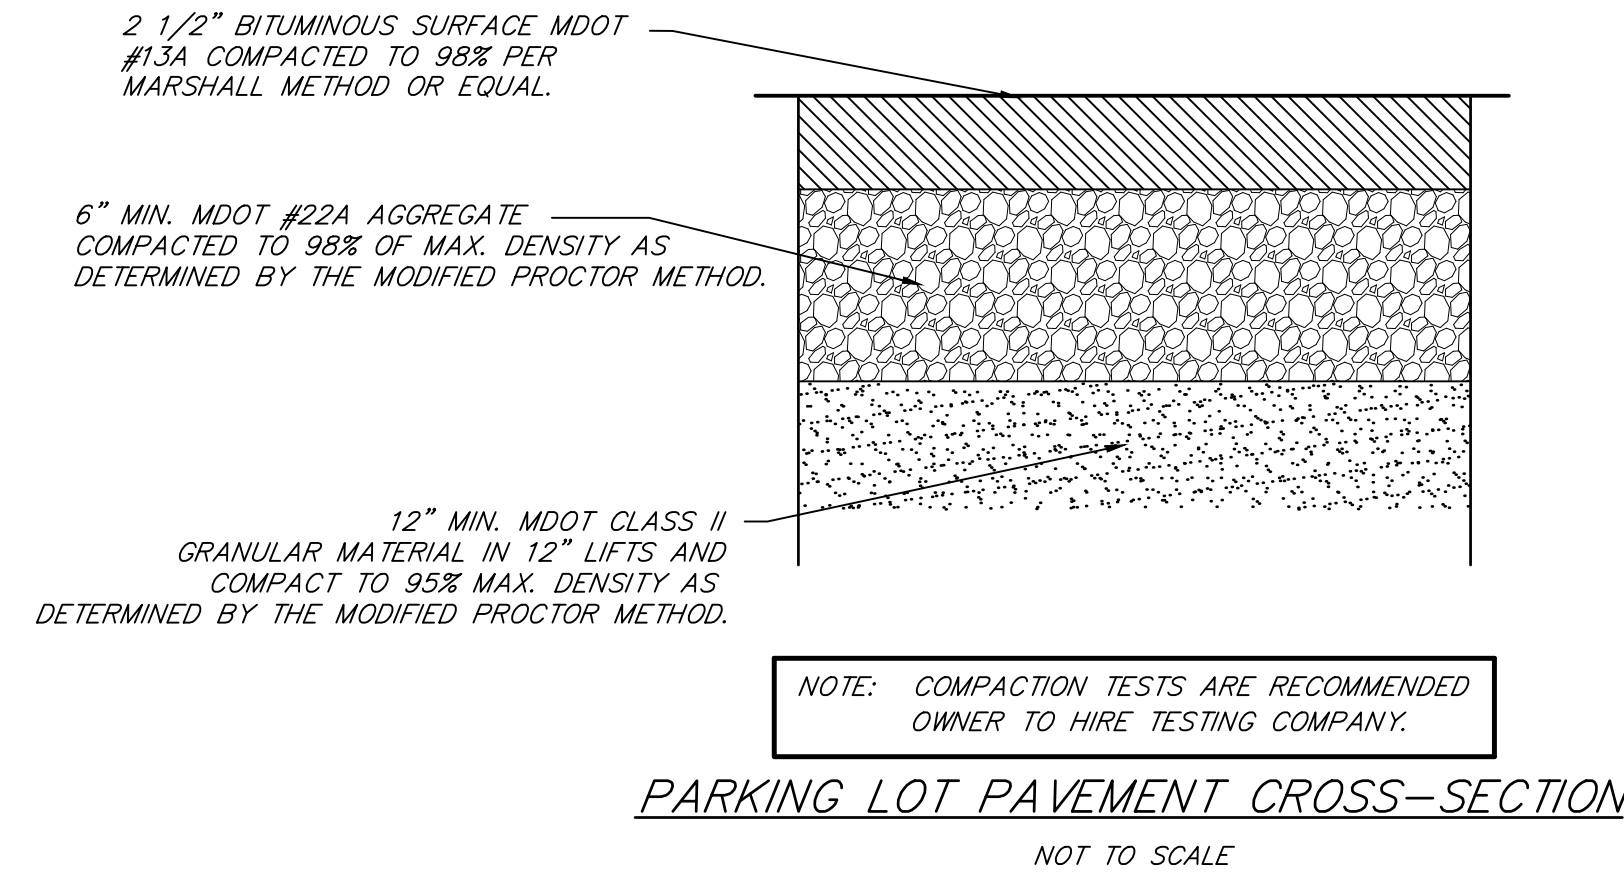 2 1/2" BITUMINOUS SURFACE MDOT
#13A COMPACTED TO 98% PER
MARSHALL METHOD OR EQUAL.
6" MIN. MDOT #22A AGGREGATE
COMPACTED TO 98% OF MAX. DENSITY AS
DETERMINED BY THE MODIFIED PROCTOR METHOD.
12" MIN. MDOT CLASS II
GRANULAR MATERIAL IN 12" LIFTS AND
COMPACT TO 95% MAX. DENSITY AS
DETERMINED BY THE MODIFIED PROCTOR METHOD.
NOTE: COMPACTION TESTS ARE RECOMMENDED
OWNER TO HIRE TESTING COMPANY.
PARKING LOT PAVEMENT CROSS-SECTION
NOT TO SCALE